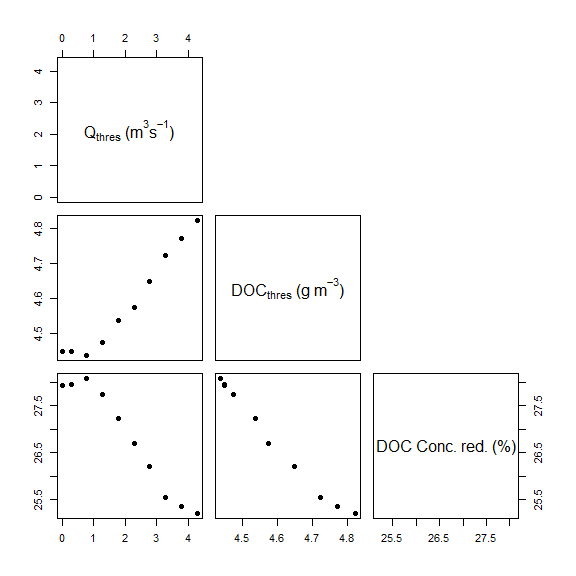 0 1 2 3 4
4
3
2
1
0
Q_thres (m³s⁻¹)
4.8
4.7
4.6
4.5
DOC_thres (g m⁻³)
27.5
26.5
25.5
DOC Conc. red. (%)
27.5
26.5
25.5
0 1 2 3 4
4.5 4.6 4.7 4.8
25.5 26.5 27.5